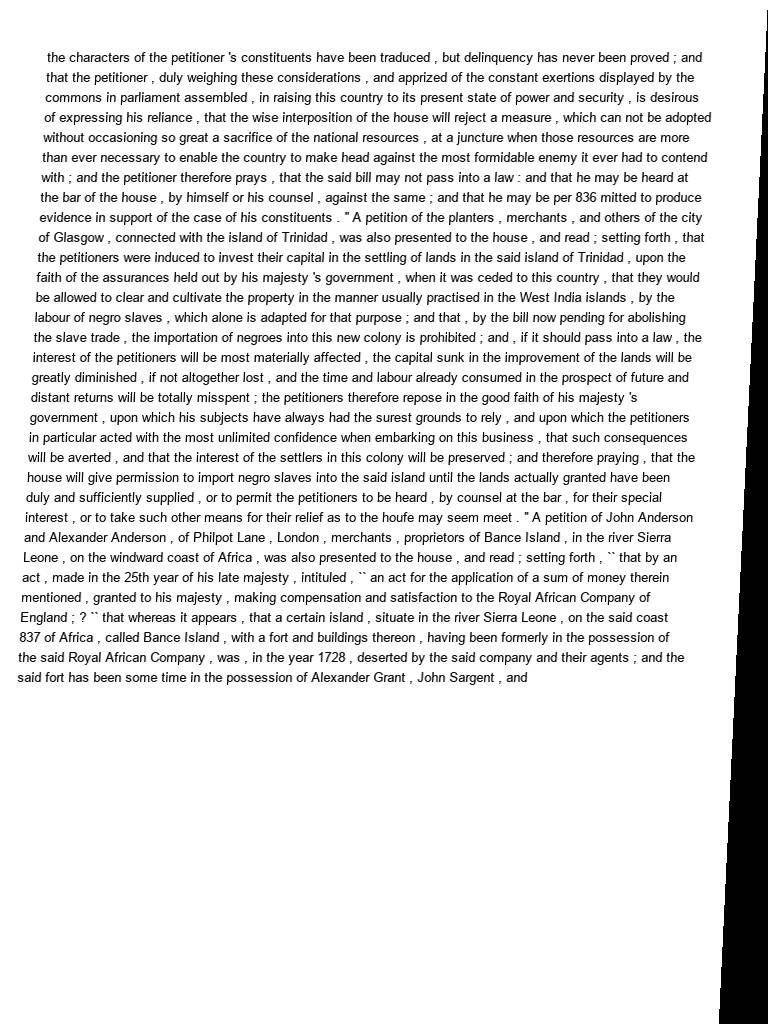 the characters of the petitioner 's constituents have been traduced , but delinquency has never been proved ; and
that the petitioner , duly weighing these considerations , and apprized of the constant exertions displayed by the
commons in parliament assembled , in raising this country to its present state of power and security , is desirous
of expressing his reliance , that the wise interposition of the house will reject a measure , which can not be adopted
without occasioning so great a sacrifice of the national resources , at a juncture when those resources are more
than ever necessary to enable the country to make head against the most formidable enemy it ever had to contend
with ; and the petitioner therefore prays , that the said bill may not pass into a law : and that he may be heard at
the bar of the house , by himself or his counsel , against the same ; and that he may be per 836 mitted to produce
evidence in support of the case of his constituents . '' A petition of the planters , merchants , and others of the city
of Glasgow , connected with the island of Trinidad , was also presented to the house , and read ; setting forth , that
the petitioners were induced to invest their capital in the settling of lands in the said island of Trinidad , upon the
faith of the assurances held out by his majesty 's government , when it was ceded to this country , that they would
be allowed to clear and cultivate the property in the manner usually practised in the West India islands , by the
labour of negro slaves , which alone is adapted for that purpose ; and that , by the bill now pending for abolishing
the slave trade , the importation of negroes into this new colony is prohibited ; and , if it should pass into a law , the
interest of the petitioners will be most materially affected , the capital sunk in the improvement of the lands will be
greatly diminished , if not altogether lost , and the time and labour already consumed in the prospect of future and
distant returns will be totally misspent ; the petitioners therefore repose in the good faith of his majesty 's
government , upon which his subjects have always had the surest grounds to rely , and upon which the petitioners
in particular acted with the most unlimited confidence when embarking on this business , that such consequences
will be averted , and that the interest of the settlers in this colony will be preserved ; and therefore praying , that the
house will give permission to import negro slaves into the said island until the lands actually granted have been
duly and sufficiently supplied , or to permit the petitioners to be heard , by counsel at the bar , for their special
interest , or to take such other means for their relief as to the houfe may seem meet . '' A petition of John Anderson
and Alexander Anderson , of Philpot Lane , London , merchants , proprietors of Bance Island , in the river Sierra
Leone , on the windward coast of Africa , was also presented to the house , and read ; setting forth , `` that by an
act , made in the 25th year of his late majesty , intituled , `` an act for the application of a sum of money therein
mentioned , granted to his majesty , making compensation and satisfaction to the Royal African Company of
England ; ? `` that whereas it appears , that a certain island , situate in the river Sierra Leone , on the said coast
837 of Africa , called Bance Island , with a fort and buildings thereon , having been formerly in the possession of
the said Royal African Company , was , in the year 1728 , deserted by the said company and their agents ; and the
said fort has been some time in the possession of Alexander Grant , John Sargent , and